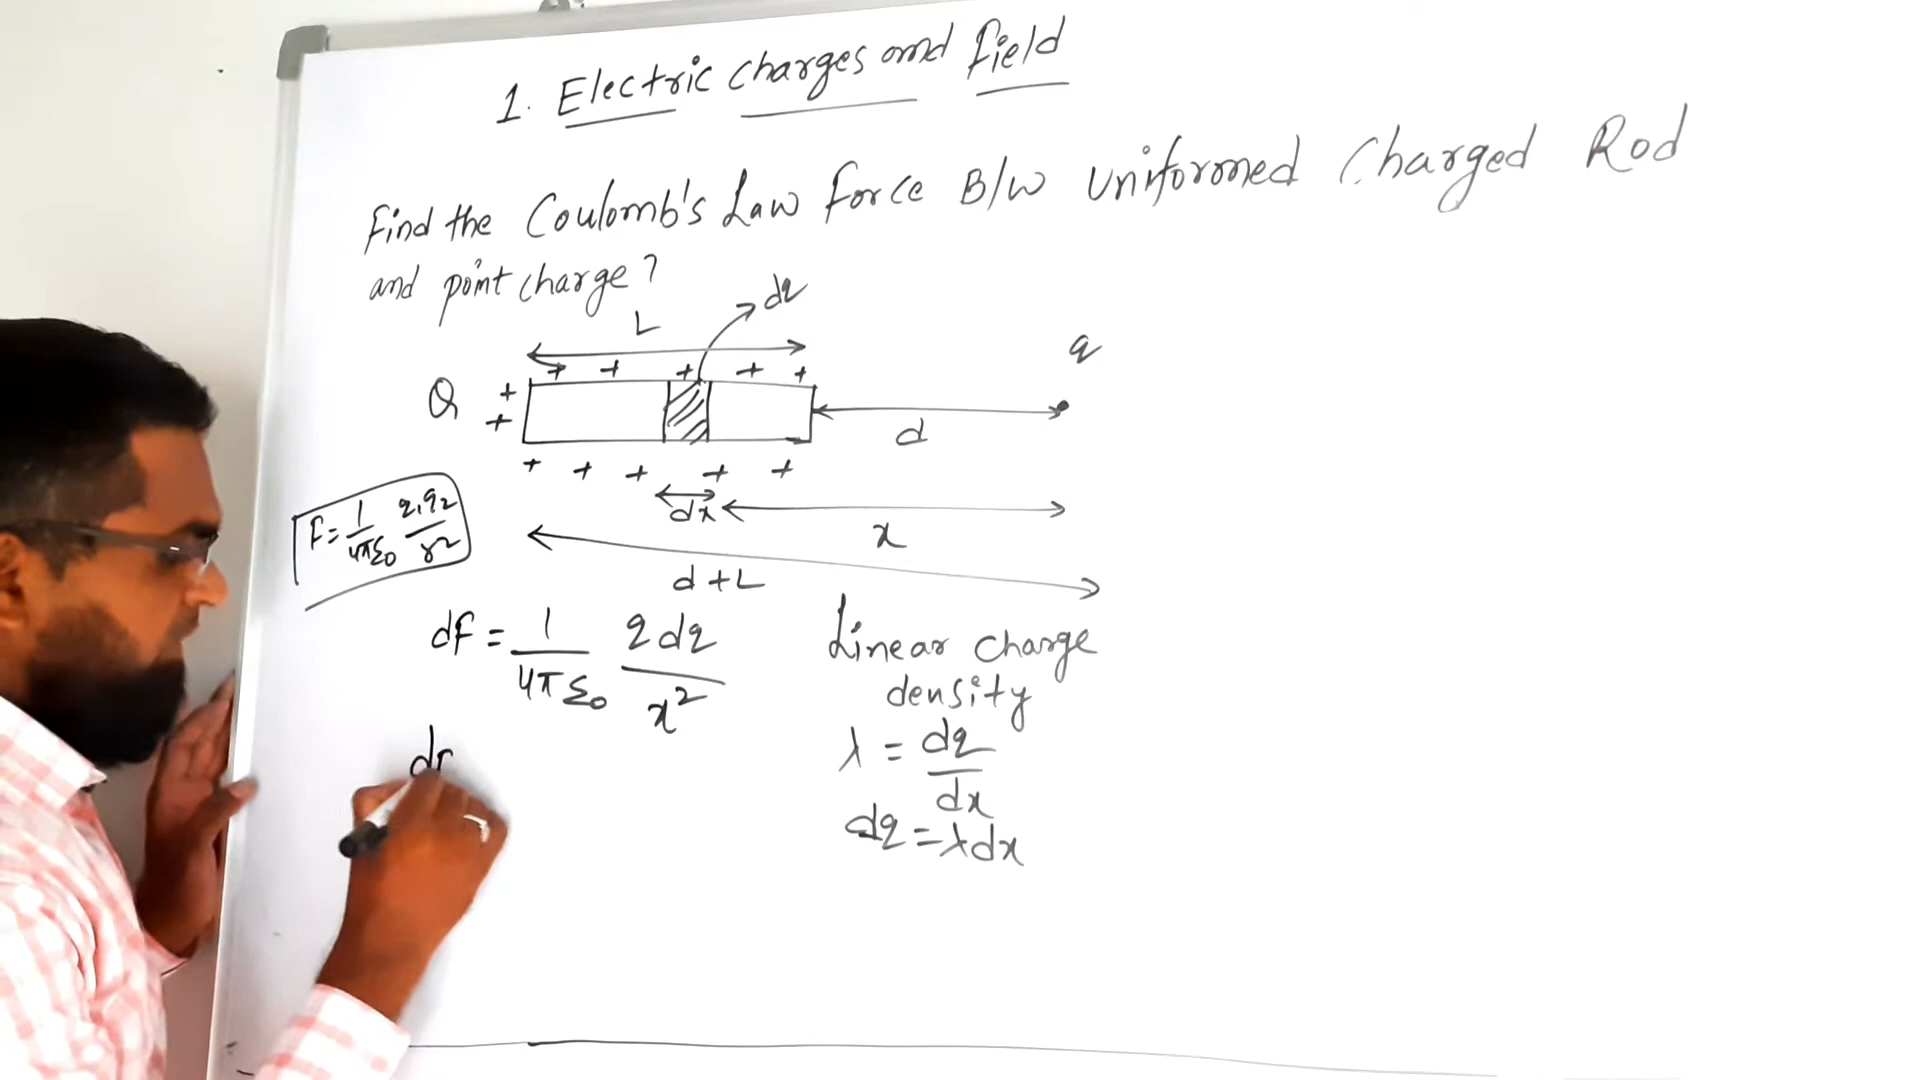 1. Electric charges and field
Find the Coulomb's Law Force B/w Uniformed Charged Rod
and point charge?
dq
L
q
+ + + + +
Q
+
+
d
+ + + + +
dx
x
d+L
F = 1/4πε0 q1q2/r²
dF = 1/4πε0 q dq/x²
Linear charge
density
λ = dq/dx
dq = λdx